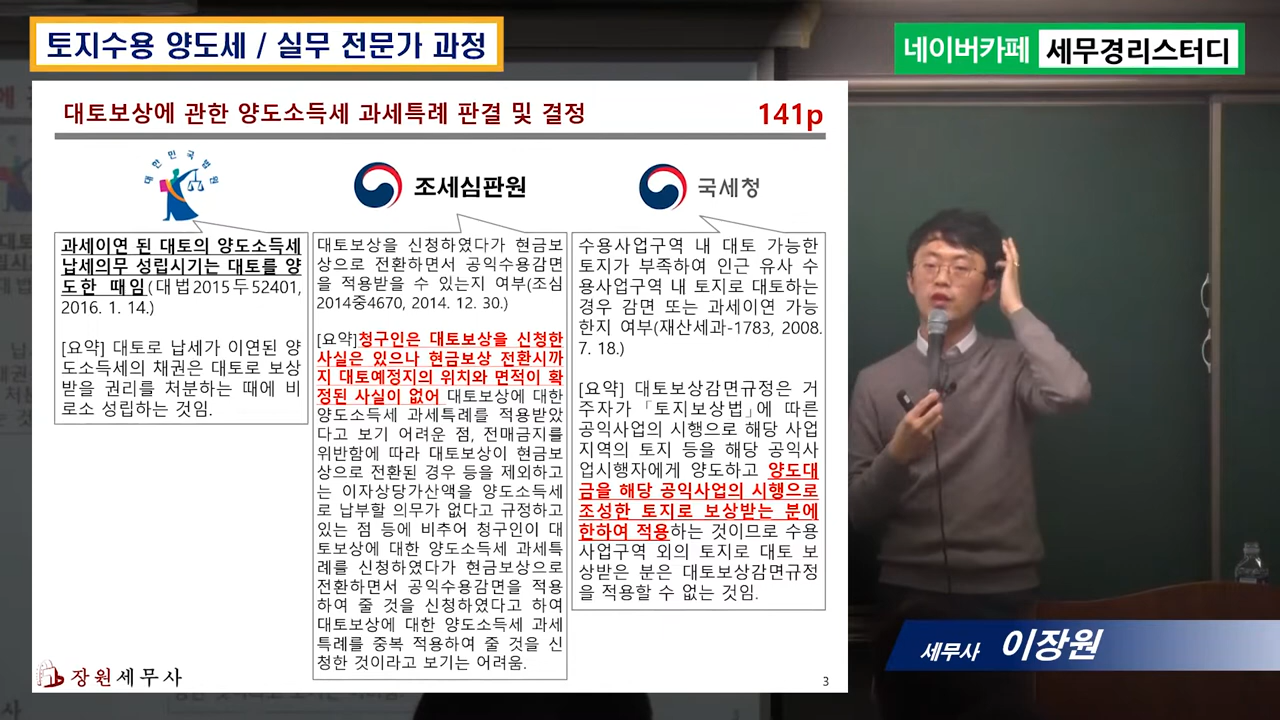 토지수용 양도세 / 실무 전문가 과정
네이버카페 세무경리스터디
대토보상에 관한 양도소득세 과세특례 판결 및 결정
141p
대한민국법원
과세이연 된 대토의 양도소득세
납세의무 성립시기는 대토를 양
도한 때임(대법2015두52401,
2016. 1. 14.)
[요약] 대토로 납세가 이연된 양
도소득세의 채권은 대토로 보상
받을 권리를 처분하는 때에 비
로소 성립하는 것임.
조세심판원
대토보상을 신청하였다가 현금보
상으로 전환하면서 공익수용감면
을 적용받을 수 있는지 여부(조심
2014중4670, 2014. 12. 30.)
[요약]청구인은 대토보상을 신청한
사실은 있으나 현금보상 전환시까
지 대토예정지의 위치와 면적이 확
정된 사실이 없어 대토보상에 대한
양도소득세 과세특례를 적용받았
다고 보기 어려운 점, 전매금지를
위반함에 따라 대토보상이 현금보
상으로 전환된 경우 등을 제외하고
는 이자상당가산액을 양도소득세
로 납부할 의무가 없다고 규정하고
있는 점 등에 비추어 청구인이 대
토보상에 대한 양도소득세 과세특
례를 신청하였다가 현금보상으로
전환하면서 공익수용감면을 적용
하여 줄 것을 신청하였다고 하여
대토보상에 대한 양도소득세 과세
특례를 중복 적용하여 줄 것을 신
청한 것이라고 보기는 어려움.
국세청
수용사업구역 내 대토 가능한
토지가 부족하여 인근 유사 수
용사업구역 내 토지로 대토하는
경우 감면 또는 과세이연 가능
한지 여부(재산세과-1783, 2008.
7. 18.)
[요약] 대토보상감면규정은 거
주자가 「토지보상법」에 따른
공익사업의 시행으로 해당 사업
지역의 토지 등을 해당 공익사
업시행자에게 양도하고 양도대
금을 해당 공익사업의 시행으로
조성한 토지로 보상받는 분에
한하여 적용하는 것이므로 수용
사업구역 외의 토지로 대토 보
상받은 분은 대토보상감면규정
을 적용할 수 없는 것임.
장원세무사
3
세무사 이장원